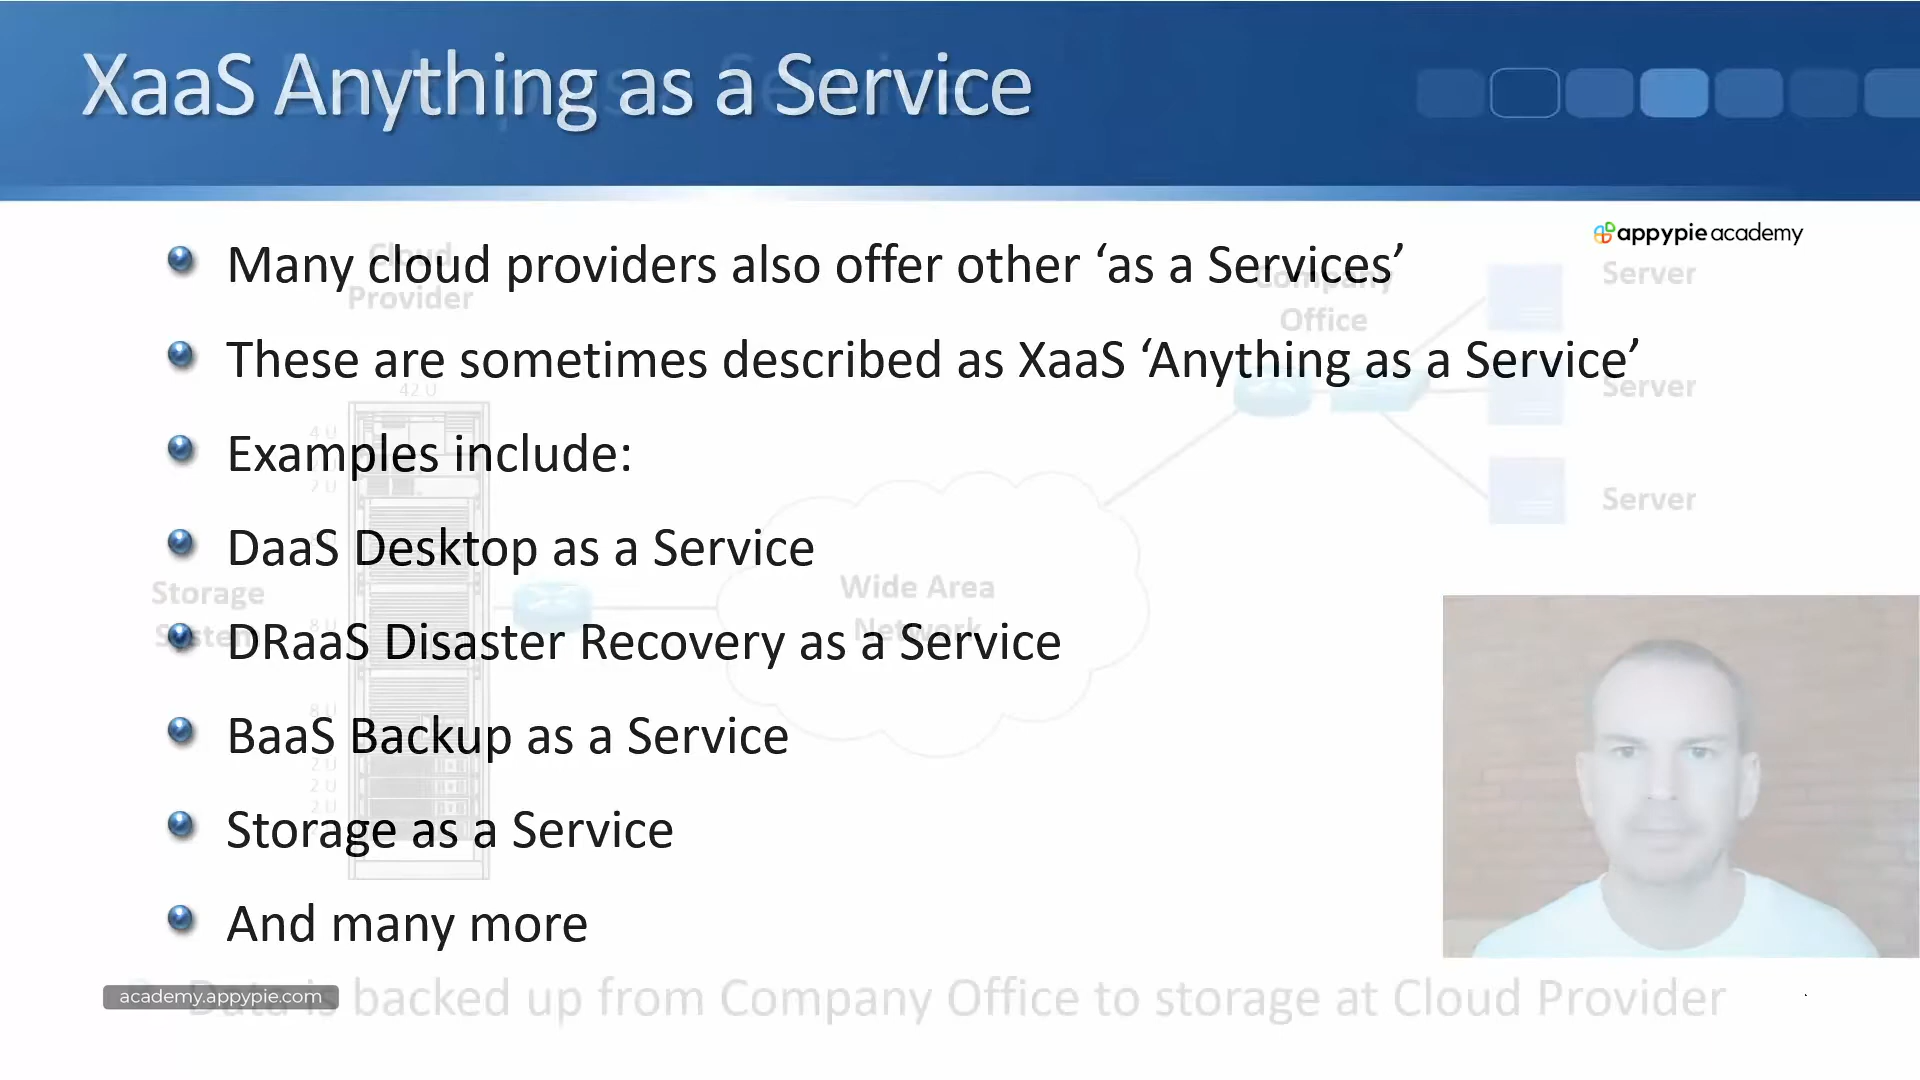 XaaS Anything as a Service
appypie academy
Many cloud providers also offer other ‘as a Services’
These are sometimes described as XaaS ‘Anything as a Service’
Examples include:
DaaS Desktop as a Service
DRaaS Disaster Recovery as a Service
BaaS Backup as a Service
Storage as a Service
And many more
Cloud
Provider
Company
Office
Server
Server
Server
42 U
4 U
2 U
8 U
8 U
2 U
2 U
2 U
Storage
System
Wide Area
Network
Data is backed up from Company Office to storage at Cloud Provider
academy.appypie.com